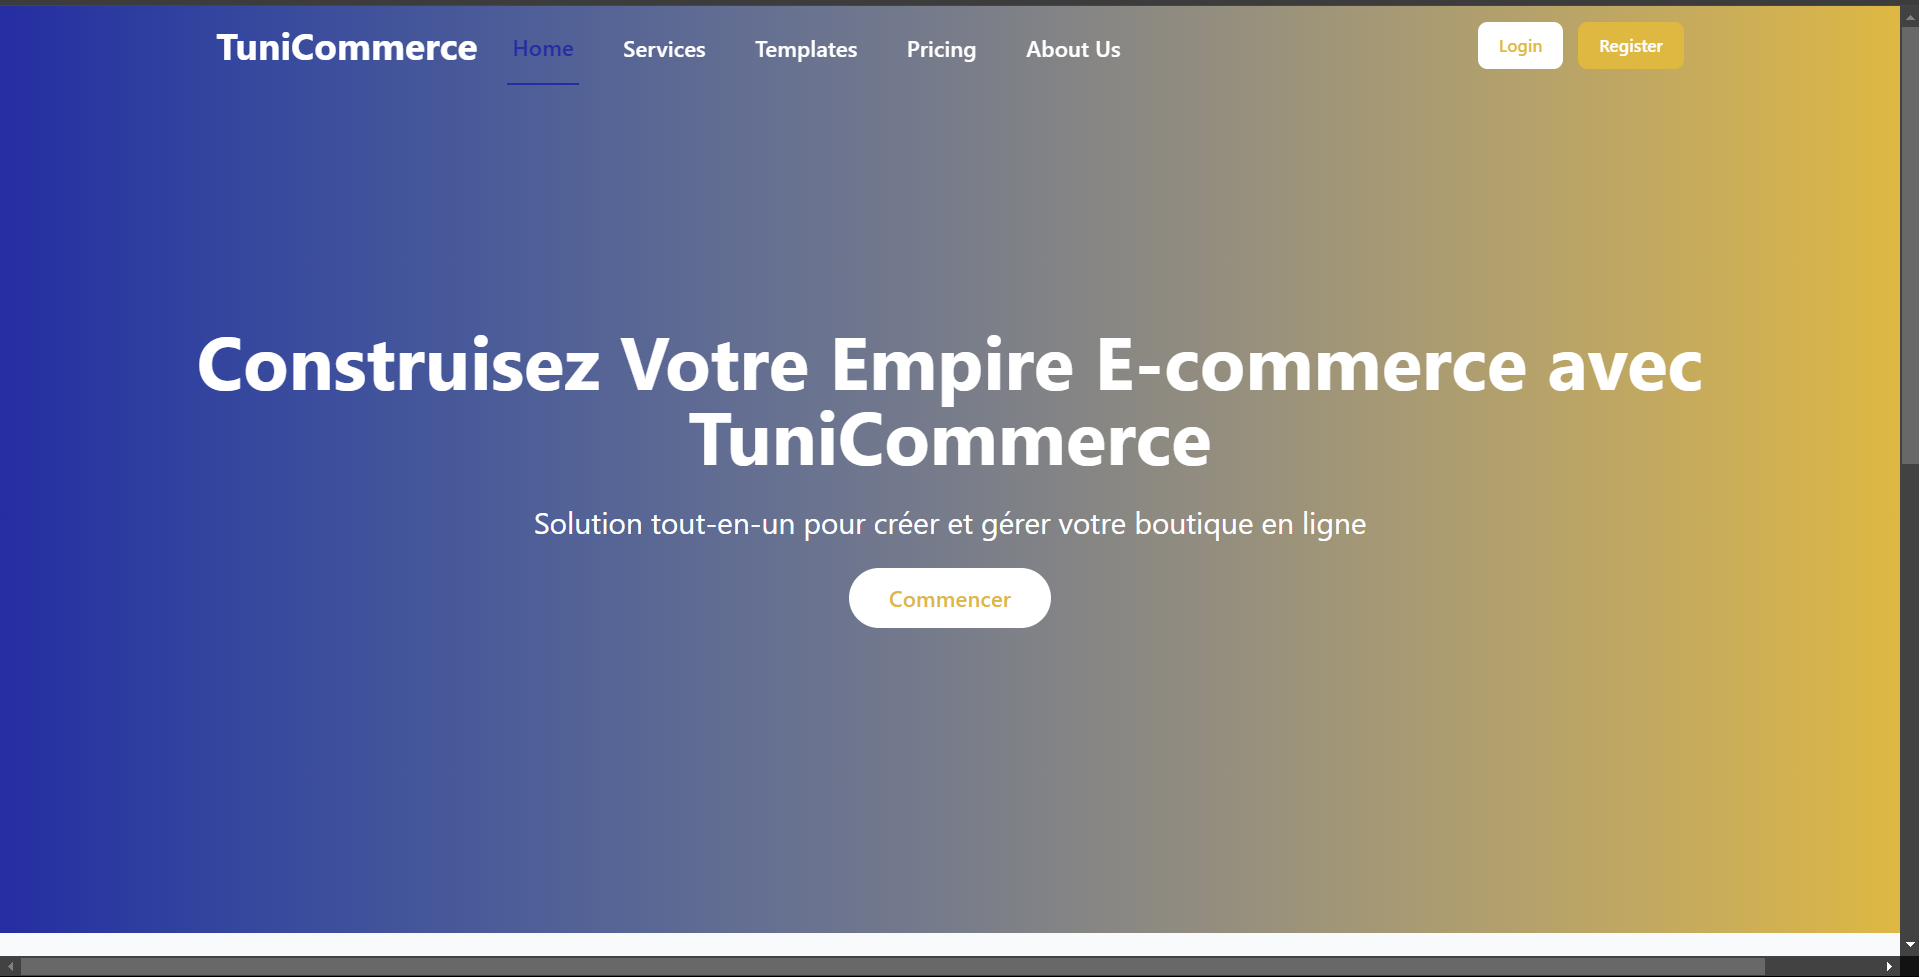 TuniCommerce
Home
Services
Templates
Pricing
About Us
Login
Register
Construisez Votre Empire E-commerce avec
TuniCommerce
Solution tout-en-un pour créer et gérer votre boutique en ligne
Commencer